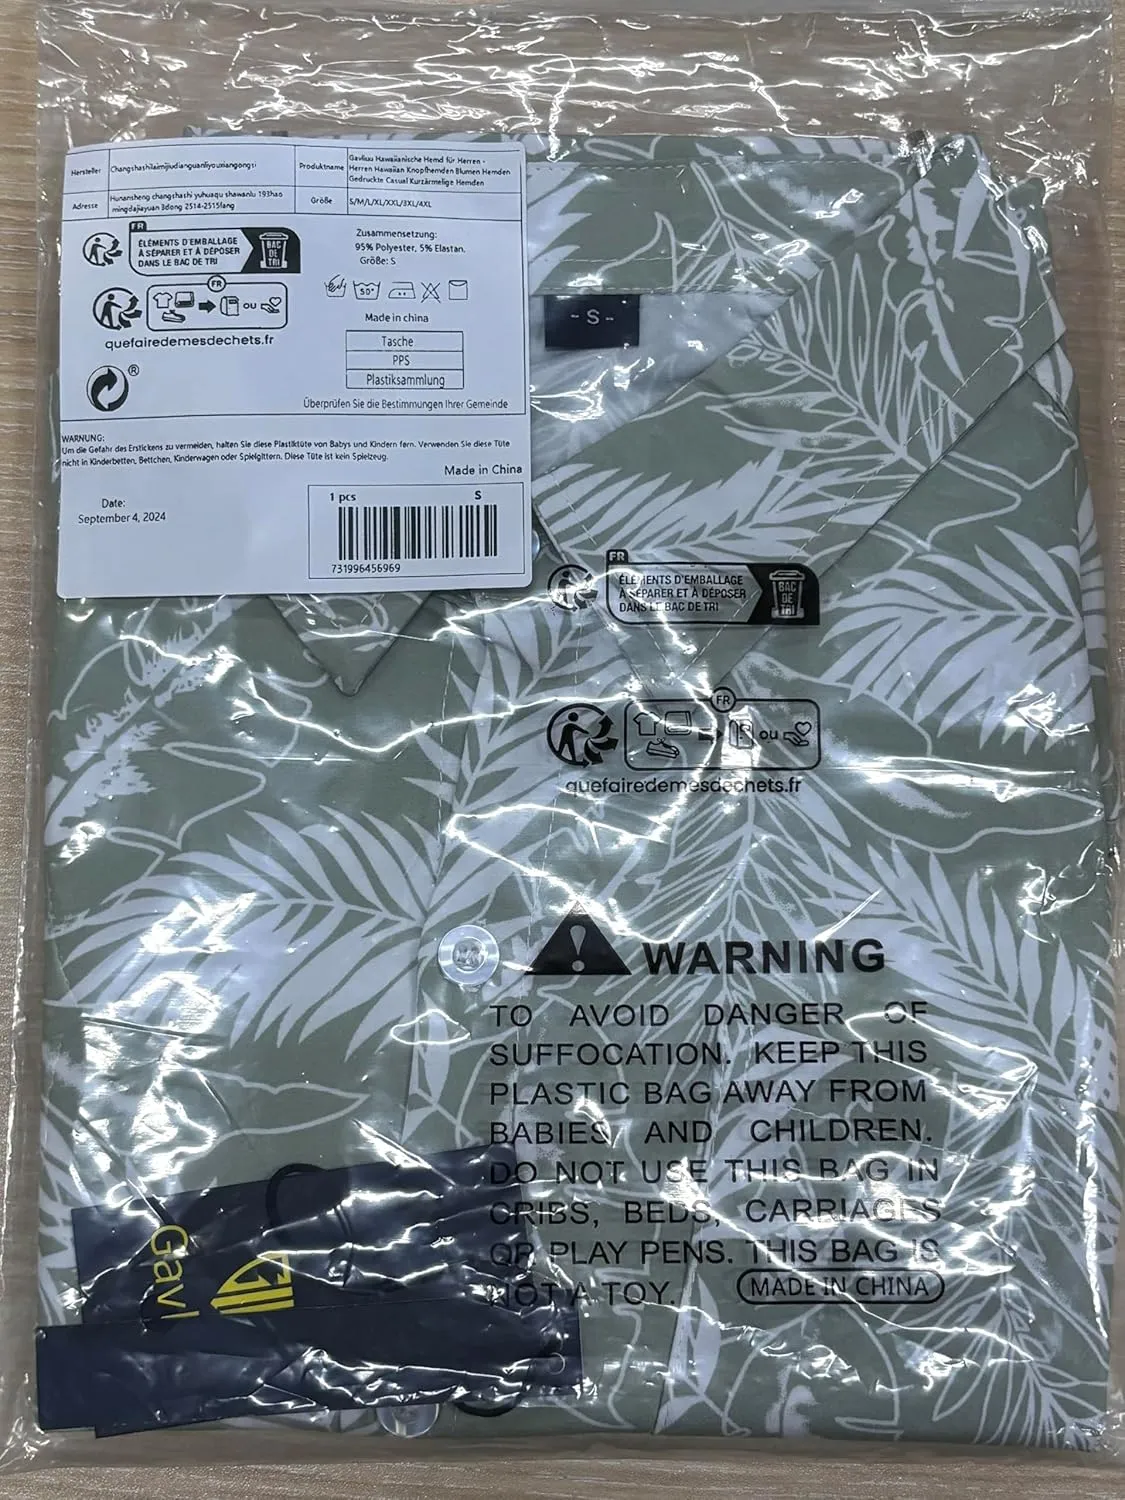 Hersteller
Changshashilaimijiudianguanliyouxiangongsi
Produktname
Gavliuu Hawaiianische Hemd für Herren -
Herren Hawaiian Knopfhemden Blumen Hemden
Gedruckte Casual Kurzärmelige Hemden
Adresse
Hunansheng changshashi yuhuaqu shawanlu 193hao
mingdajiayuan 3dong 2514-2515fang
Größe
S/M/L/XL/XXL/3XL/4XL
FR
ÉLÉMENTS D'EMBALLAGE
À SÉPARER ET À DÉPOSER
DANS LE BAC DE TRI
BAC
DE
TRI
FR
OU
quefairedemesdechets.fr
®
Zusammensetzung:
95% Polyester, 5% Elastan.
Größe: S
50°
Made in china
Tasche
PPS
Plastiksammlung
Überprüfen Sie die Bestimmungen Ihrer Gemeinde
WARNUNG:
Um die Gefahr des Erstickens zu vermeiden, halten Sie diese Plastiktüte von Babys und Kindern fern. Verwenden Sie diese Tüte
nicht in Kinderbetten, Bettchen, Kinderwagen oder Spielgittern. Diese Tüte ist kein Spielzeug.
Made in China
Date:
September 4, 2024
1 pcs S
731996456969
- S -
FR
ÉLÉMENTS D'EMBALLAGE
À SÉPARER ET À DÉPOSER
DANS LE BAC DE TRI
BAC
DE
TRI
FR
ou
quefairedemesdechets.fr
WARNING
TO AVOID DANGER OF
SUFFOCATION. KEEP THIS
PLASTIC BAG AWAY FROM
BABIES AND CHILDREN.
DO NOT USE THIS BAG IN
CRIBS, BEDS, CARRIAGES
OR PLAY PENS. THIS BAG IS
NOT A TOY.
MADE IN CHINA